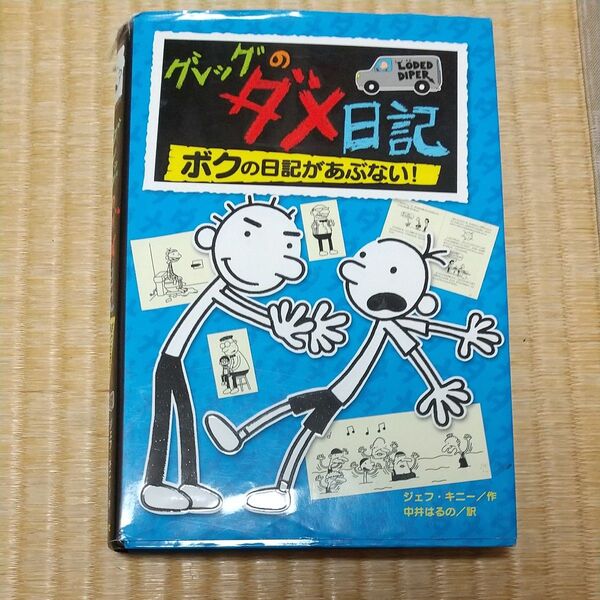 グレッグの
ダメ日記
LÖDED
DIPER
ボクの日記があぶない!
ジェフ・キニー/作
中井はるの/訳